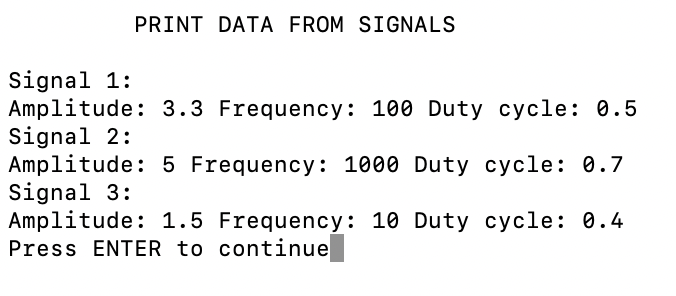 PRINT DATA FROM SIGNALS
Signal 1:
Amplitude: 3.3 Frequency: 100 Duty cycle: 0.5
Signal 2:
Amplitude: 5 Frequency: 1000 Duty cycle: 0.7
Signal 3:
Amplitude: 1.5 Frequency: 10 Duty cycle: 0.4
Press ENTER to continue